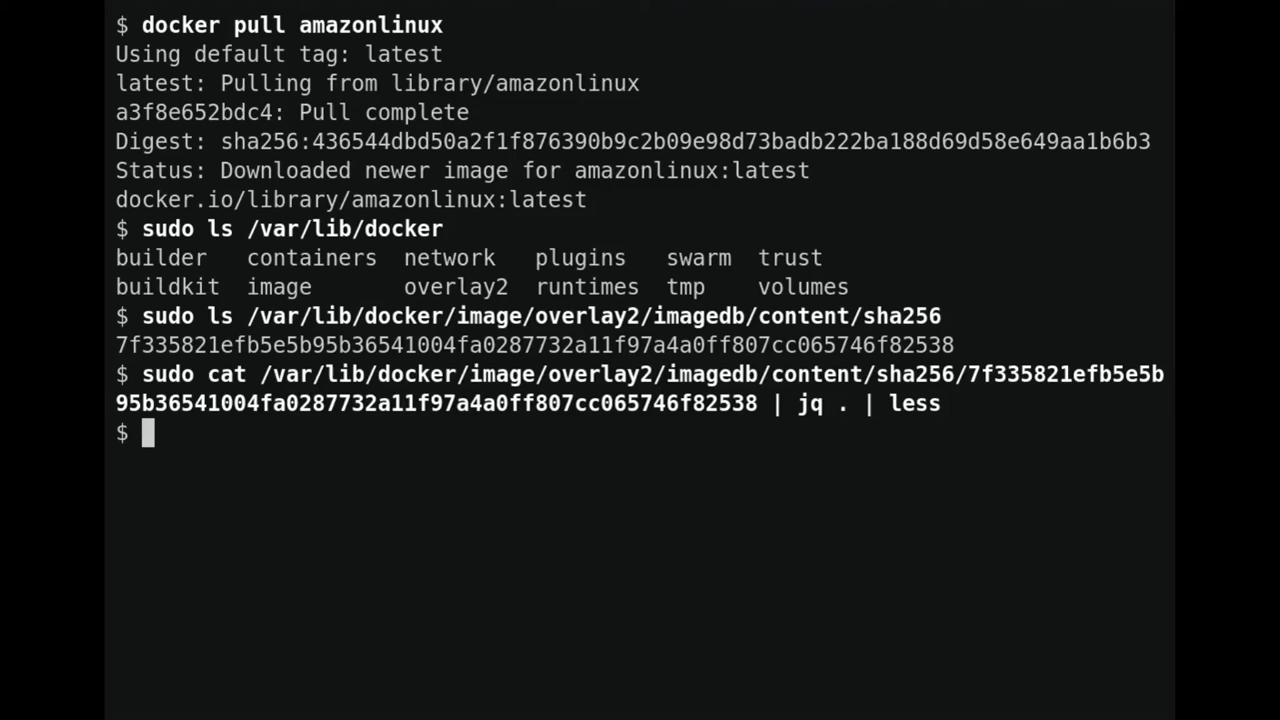 $ docker pull amazonlinux
Using default tag: latest
latest: Pulling from library/amazonlinux
a3f8e652bdc4: Pull complete
Digest: sha256:436544dbd50a2f1f876390b9c2b09e98d73badb222ba188d69d58e649aa1b6b3
Status: Downloaded newer image for amazonlinux:latest
docker.io/library/amazonlinux:latest
$ sudo ls /var/lib/docker
builder   containers  network   plugins   swarm  trust
buildkit  image       overlay2  runtimes  tmp    volumes
$ sudo ls /var/lib/docker/image/overlay2/imagedb/content/sha256
7f335821efb5e5b95b36541004fa0287732a11f97a4a0ff807cc065746f82538
$ sudo cat /var/lib/docker/image/overlay2/imagedb/content/sha256/7f335821efb5e5b
95b36541004fa0287732a11f97a4a0ff807cc065746f82538 | jq . | less
$